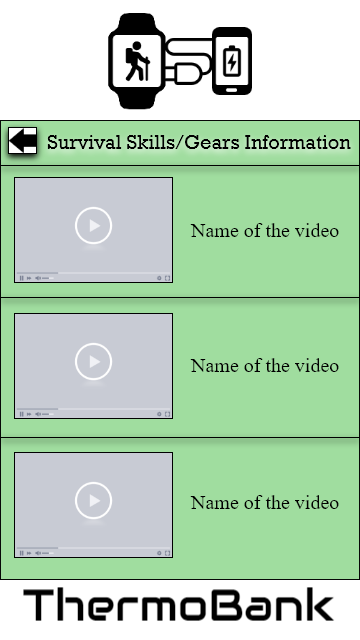 Survival Skills/Gears Information
Name of the video
Name of the video
Name of the video
ThermoBank